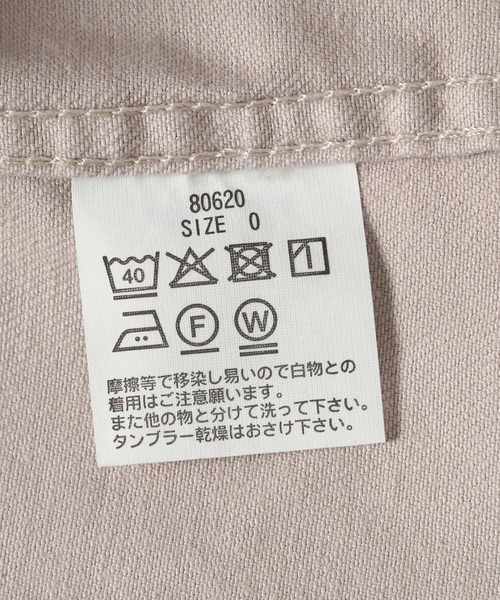 80620
SIZE 0
40
F W
摩擦等で移染し易いので白物との
着用はご注意願います。
また他の物と分けて洗って下さい。
タンブラー乾燥はおさけ下さい。